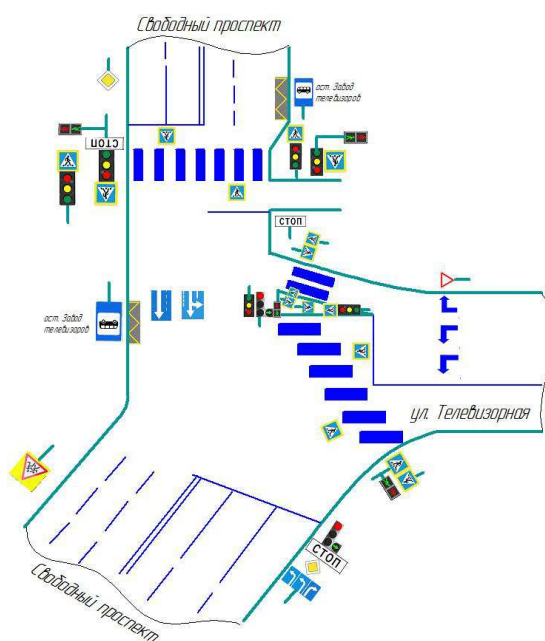 Свободный проспект
ост. Завод
телевизоров
СТОП
СТОП
ост. Завод
телевизоров
ул. Телевизорная
СТОП
Свободный проспект